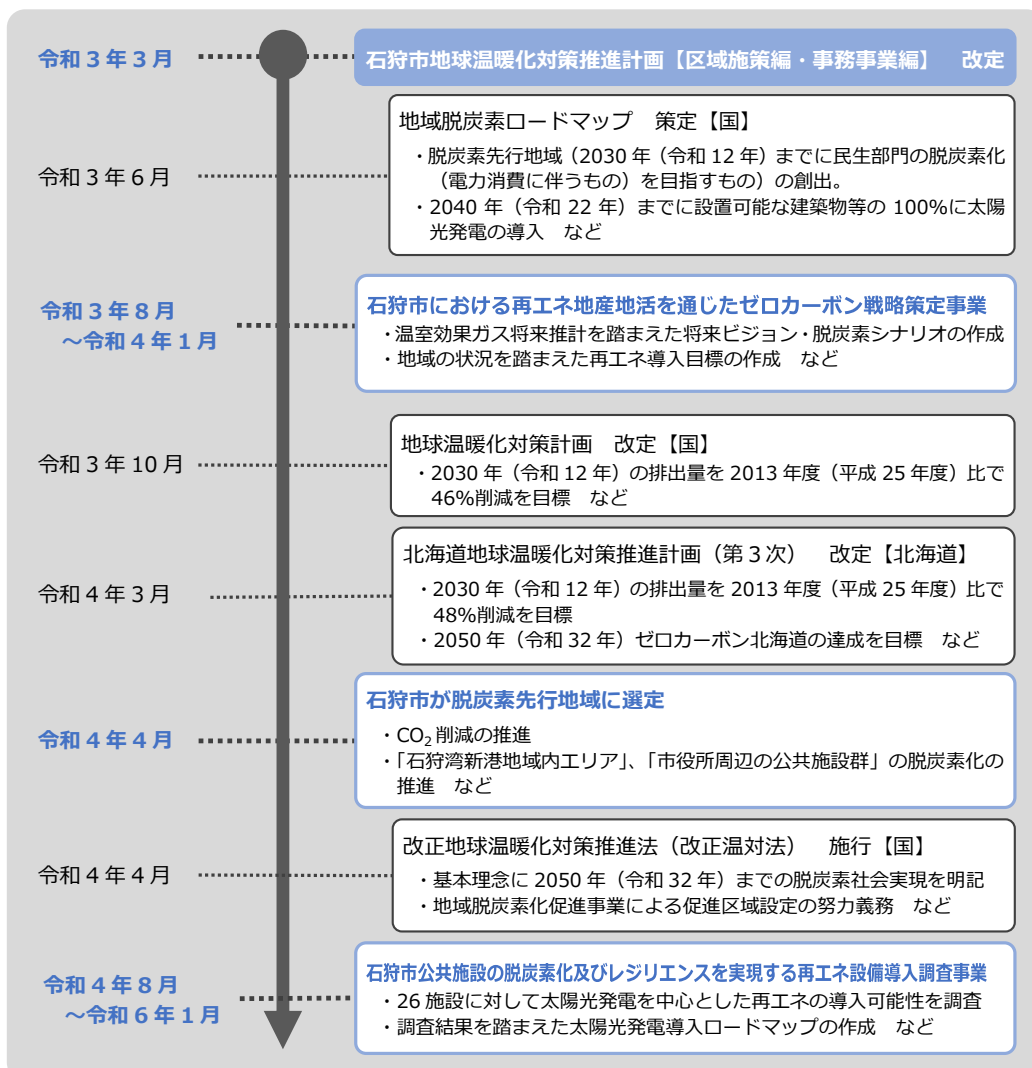 令和３年３月
石狩市地球温暖化対策推進計画【区域施策編・事務事業編】　改定
令和３年６月
地域脱炭素ロードマップ　策定【国】
・脱炭素先行地域（2030 年（令和 12 年）までに民生部門の脱炭素化
（電力消費に伴うもの）を目指すもの）の創出。
・2040 年（令和 22 年）までに設置可能な建築物等の 100%に太陽
光発電の導入　など
令和３年８月
～令和４年１月
石狩市における再エネ地産地活を通じたゼロカーボン戦略策定事業
・温室効果ガス将来推計を踏まえた将来ビジョン・脱炭素シナリオの作成
・地域の状況を踏まえた再エネ導入目標の作成　など
令和３年 10 月
地球温暖化対策計画　改定【国】
・2030 年（令和 12 年）の排出量を 2013 年度（平成 25 年度）比で
46%削減を目標　など
令和４年３月
北海道地球温暖化対策推進計画（第３次）　改定【北海道】
・2030 年（令和 12 年）の排出量を 2013 年度（平成 25 年度）比で
48%削減を目標
・2050 年（令和 32 年）ゼロカーボン北海道の達成を目標　など
令和４年４月
石狩市が脱炭素先行地域に選定
・CO₂削減の推進
・「石狩湾新港地域内エリア」、「市役所周辺の公共施設群」の脱炭素化の
推進　など
令和４年４月
改正地球温暖化対策推進法（改正温対法）　施行【国】
・基本理念に 2050 年（令和 32 年）までの脱炭素社会実現を明記
・地域脱炭素化促進事業による促進区域設定の努力義務　など
令和４年８月
～令和６年１月
石狩市公共施設の脱炭素化及びレジリエンスを実現する再エネ設備導入調査事業
・26 施設に対して太陽光発電を中心とした再エネの導入可能性を調査
・調査結果を踏まえた太陽光発電導入ロードマップの作成　など